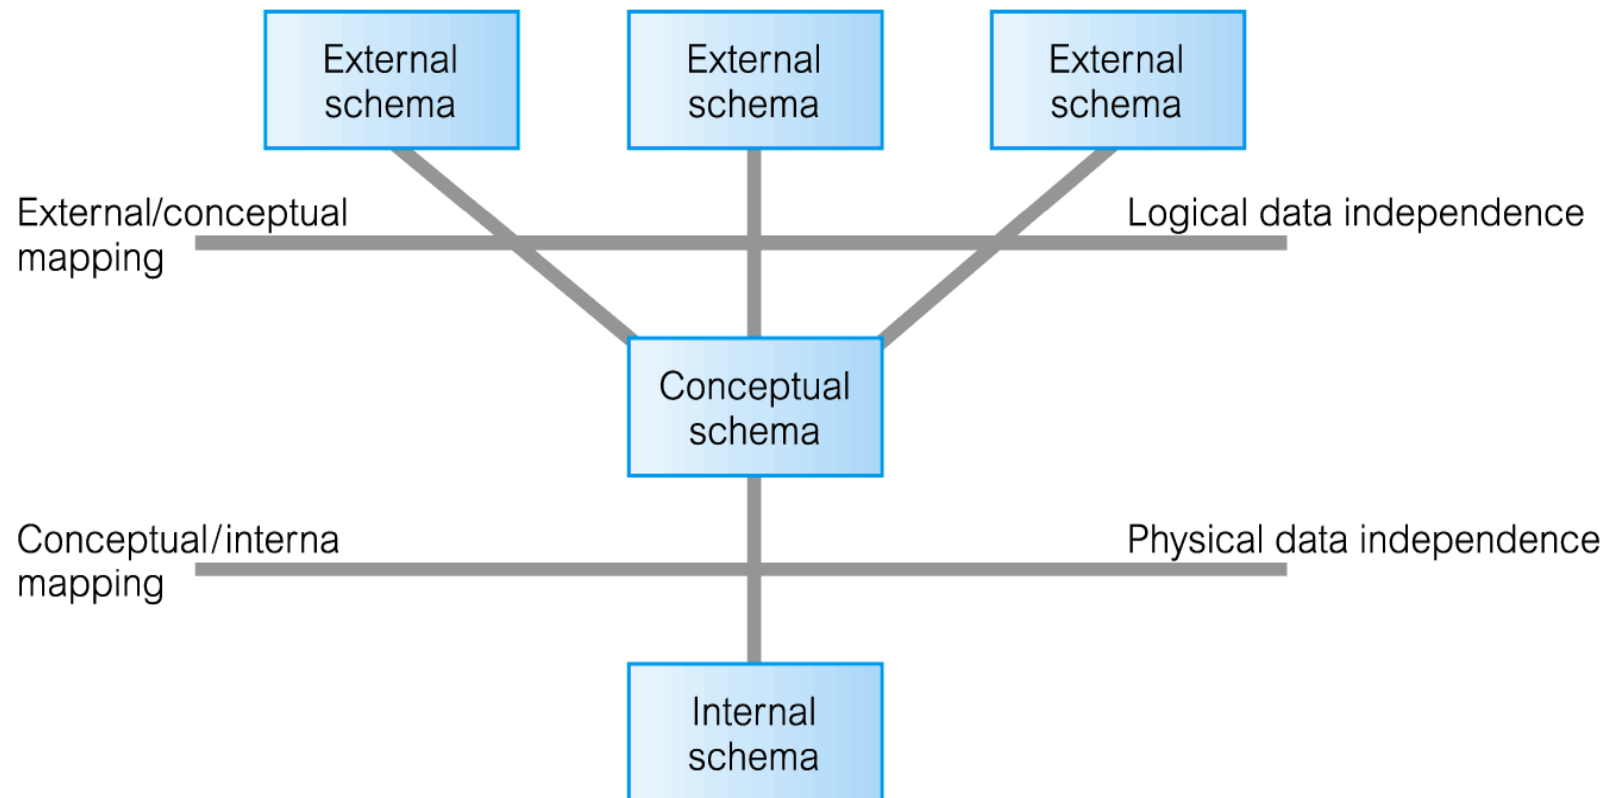 External
schema
External
schema
External
schema
External/conceptual
mapping
Logical data independence
Conceptual
schema
Conceptual/interna
mapping
Physical data independence
Internal
schema